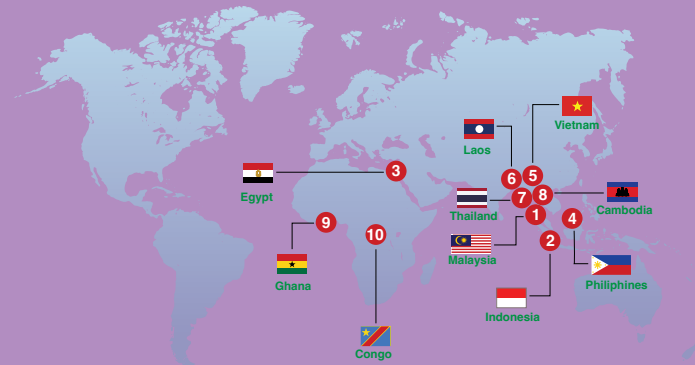 Vietnam
Laos
3
6
5
Egypt
7
8
Thailand
Cambodia
1
4
9
10
2
Malaysia
Ghana
Philiphines
Indonesia
Congo